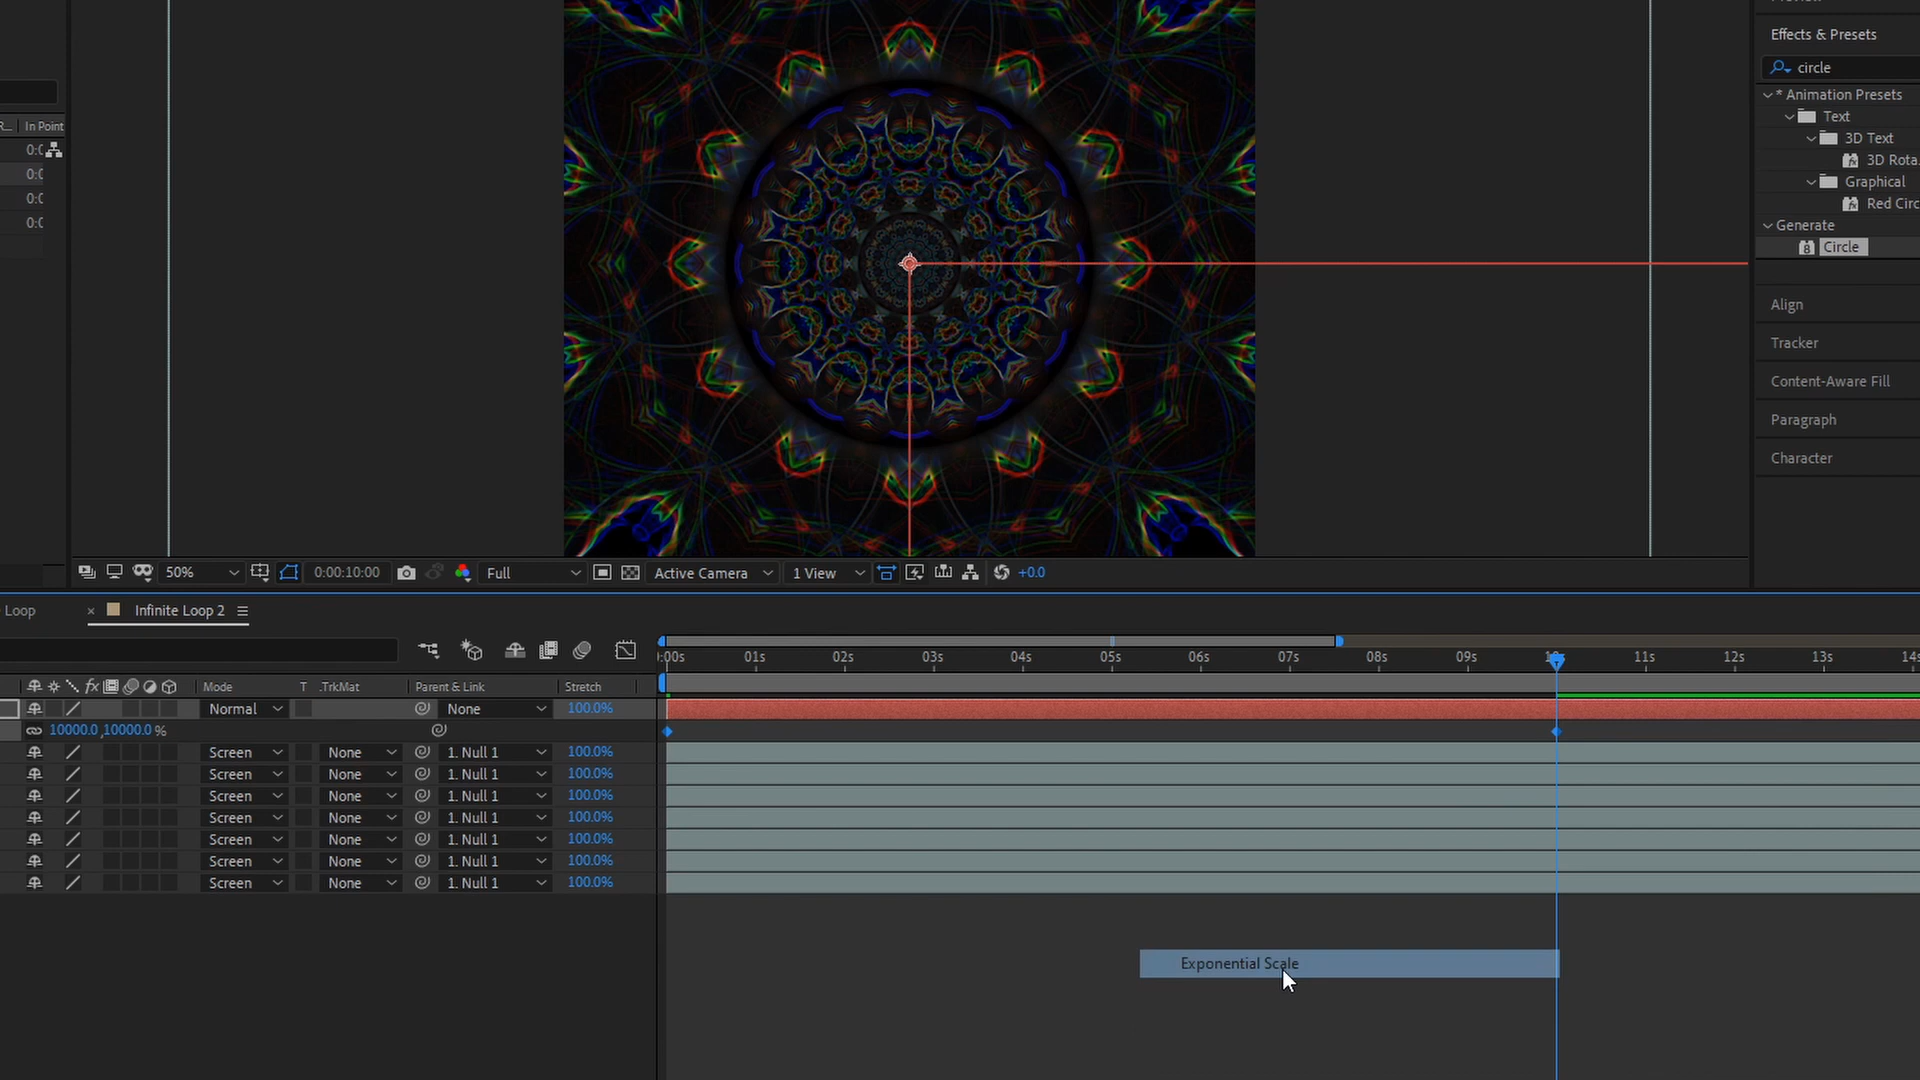 Effects & Presets
circle
* Animation Presets
Text
3D Text
3D Rota.
Graphical
Red Circ
Generate
Circle
Align
Tracker
Content-Aware Fill
Paragraph
Character
R... In Point
0:0
0:0
0:0
0:0
50% 0:00:10:00 Full Active Camera 1 View +0.0
Loop × Infinite Loop 2
):00s 01s 02s 03s 04s 05s 06s 07s 08s 09s 11s 12s 13s 14s
fx Mode T .TrkMat Parent & Link Stretch
Normal None 100.0%
10000.0,10000.0 %
Screen None 1. Null 1 100.0%
Screen None 1. Null 1 100.0%
Screen None 1. Null 1 100.0%
Screen None 1. Null 1 100.0%
Screen None 1. Null 1 100.0%
Screen None 1. Null 1 100.0%
Screen None 1. Null 1 100.0%
Exponential Scale